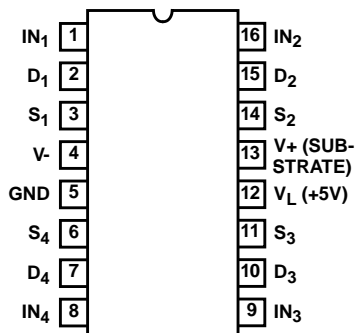 IN1 1 16 IN2
D1 2 15 D2
S1 3 14 S2
V- 4 13 V+ (SUB-
STRATE)
GND 5 12 VL (+5V)
S4 6 11 S3
D4 7 10 D3
IN4 8 9 IN3